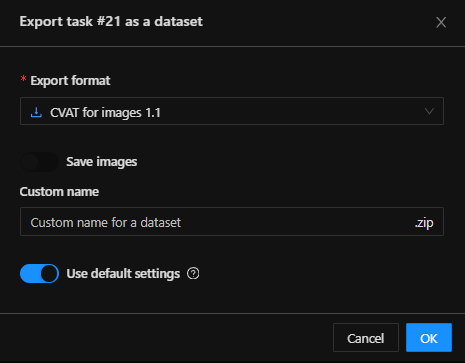 Export task #21 as a dataset
* Export format
CVAT for images 1.1
Save images
Custom name
Custom name for a dataset .zip
Use default settings
Cancel OK